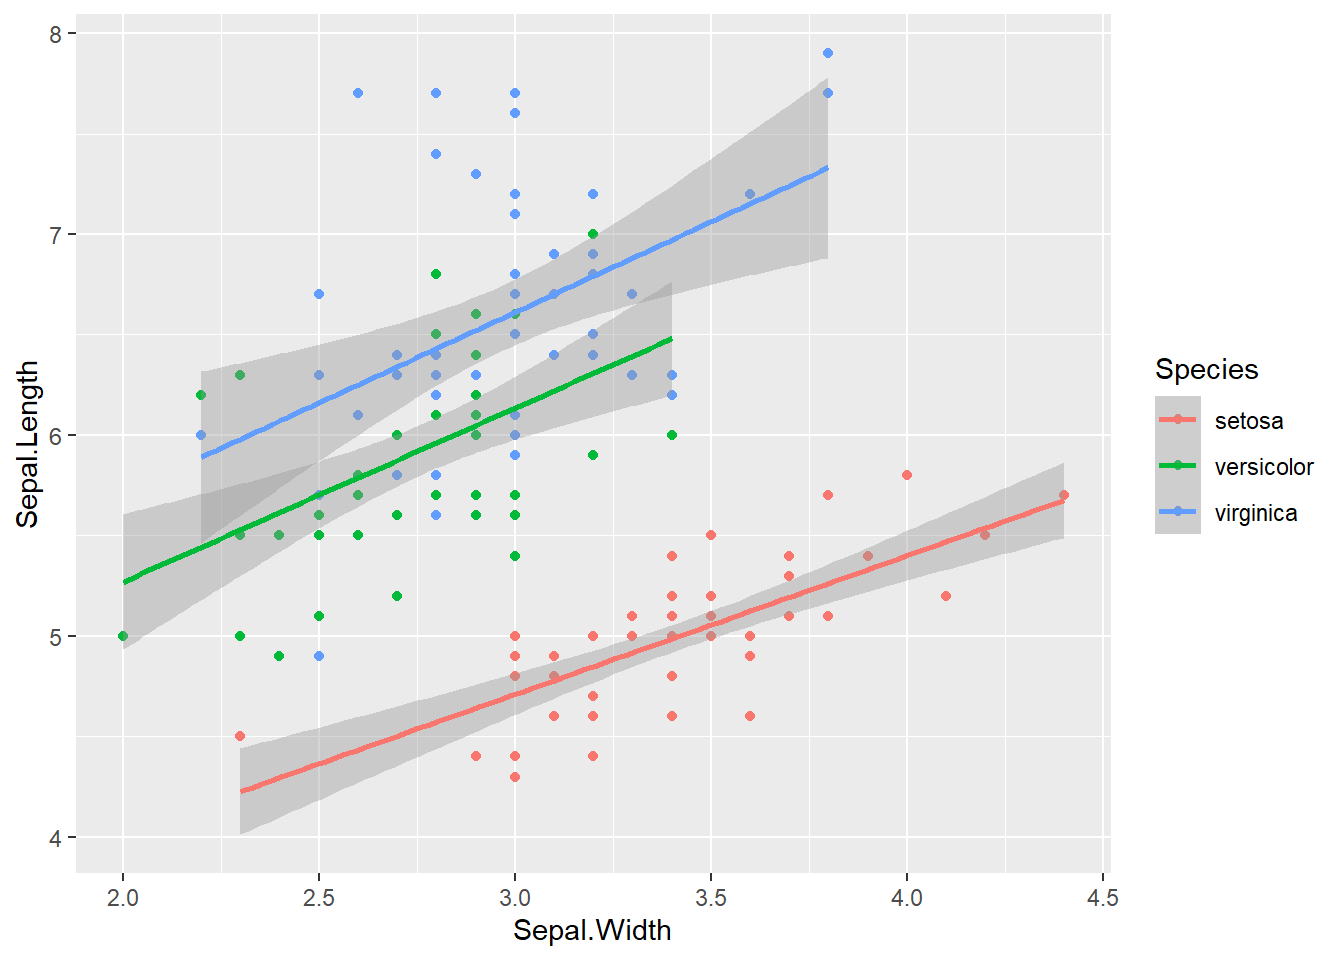 8
7
6
5
4
Sepal.Length
2.0 2.5 3.0 3.5 4.0 4.5
Sepal.Width
Species
setosa
versicolor
virginica